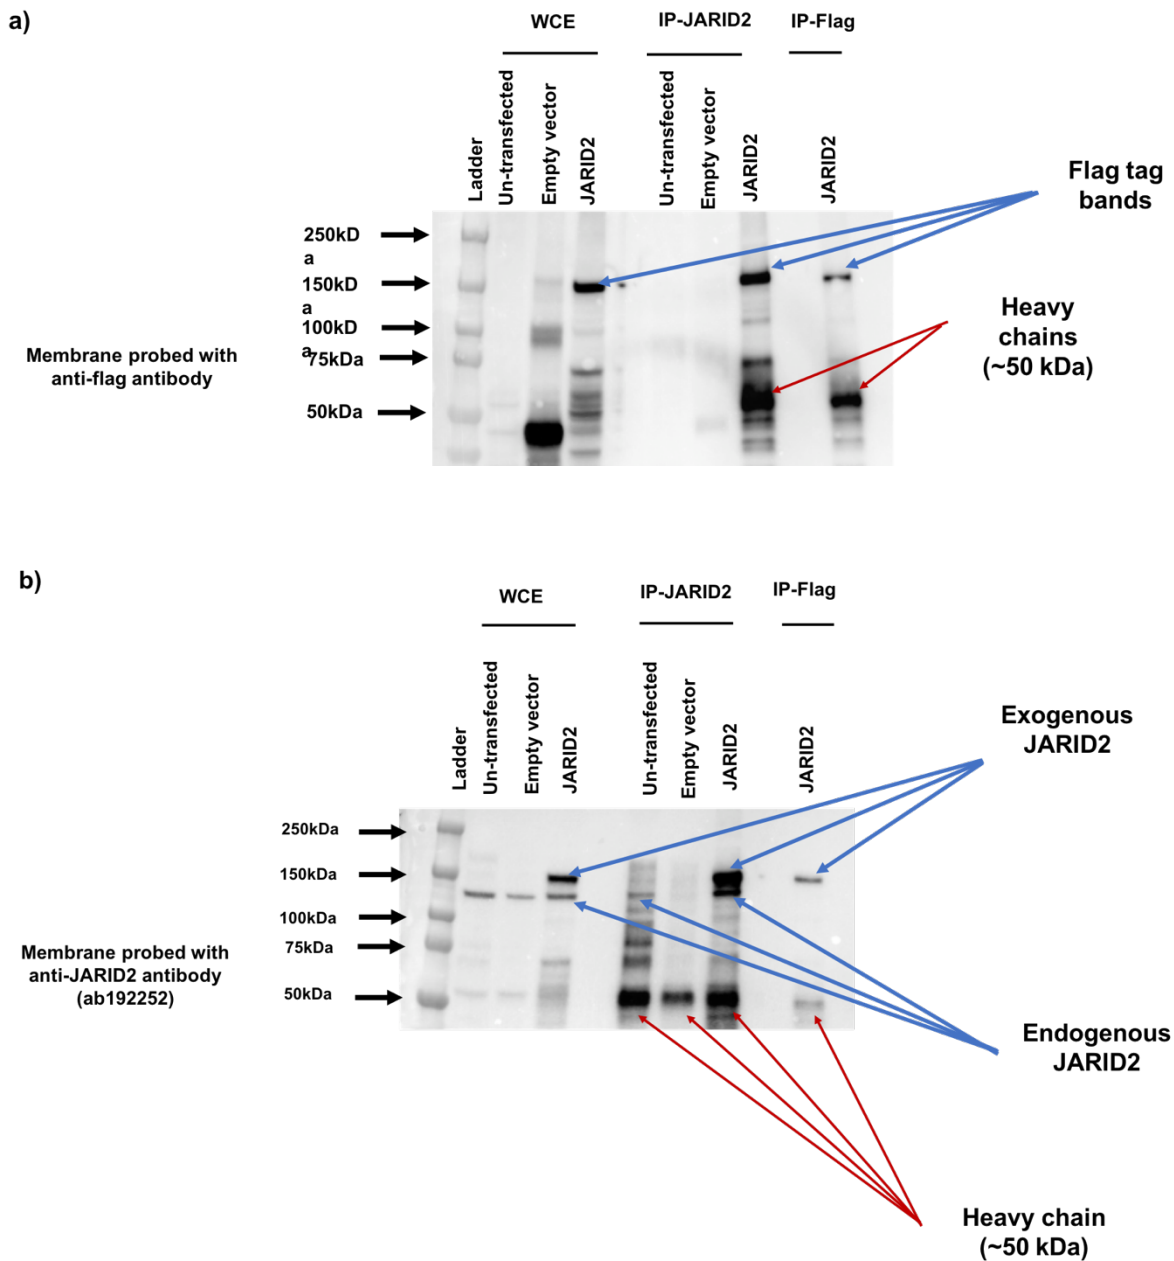 a)
WCE
IP-JARID2
IP-Flag
Ladder
Un-transfected
Empty vector
JARID2
Un-transfected
Empty vector
JARID2
JARID2
Flag tag
bands
250kD
a
150kD
a
100kD
a
75kDa
50kDa
Heavy
chains
(~50 kDa)
Membrane probed with
anti-flag antibody
b)
WCE
IP-JARID2
IP-Flag
Ladder
Un-transfected
Empty vector
JARID2
Un-transfected
Empty vector
JARID2
JARID2
Exogenous
JARID2
250kDa
150kDa
100kDa
75kDa
50kDa
Membrane probed with
anti-JARID2 antibody
(ab192252)
Endogenous
JARID2
Heavy chain
(~50 kDa)